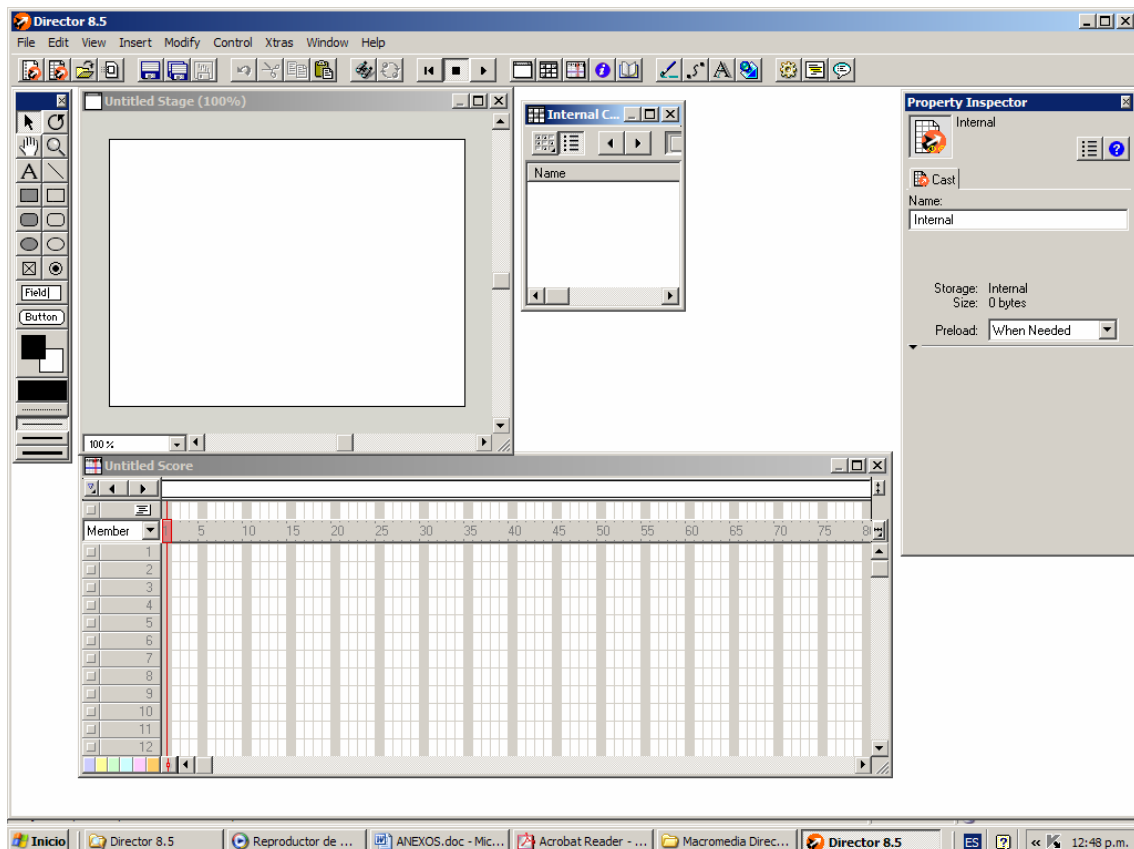 Director 8.5
File Edit View Insert Modify Control Xtras Window Help
Untitled Stage (100%)
Internal C...
Property Inspector
Internal
Name
Cast
Name:
Internal
A
Field
Button
Storage: Internal
Size: 0 bytes
Preload: When Needed
100%
Untitled Score
Member 5 10 15 20 25 30 35 40 45 50 55 60 65 70 75 8
1
2
3
4
5
6
7
8
9
10
11
12
Inicio Director 8.5 Reproductor de ... ANEXOS.doc - Mic... Acrobat Reader - ... Macromedia Direc... Director 8.5 ES ? « K 12:48 p.m.